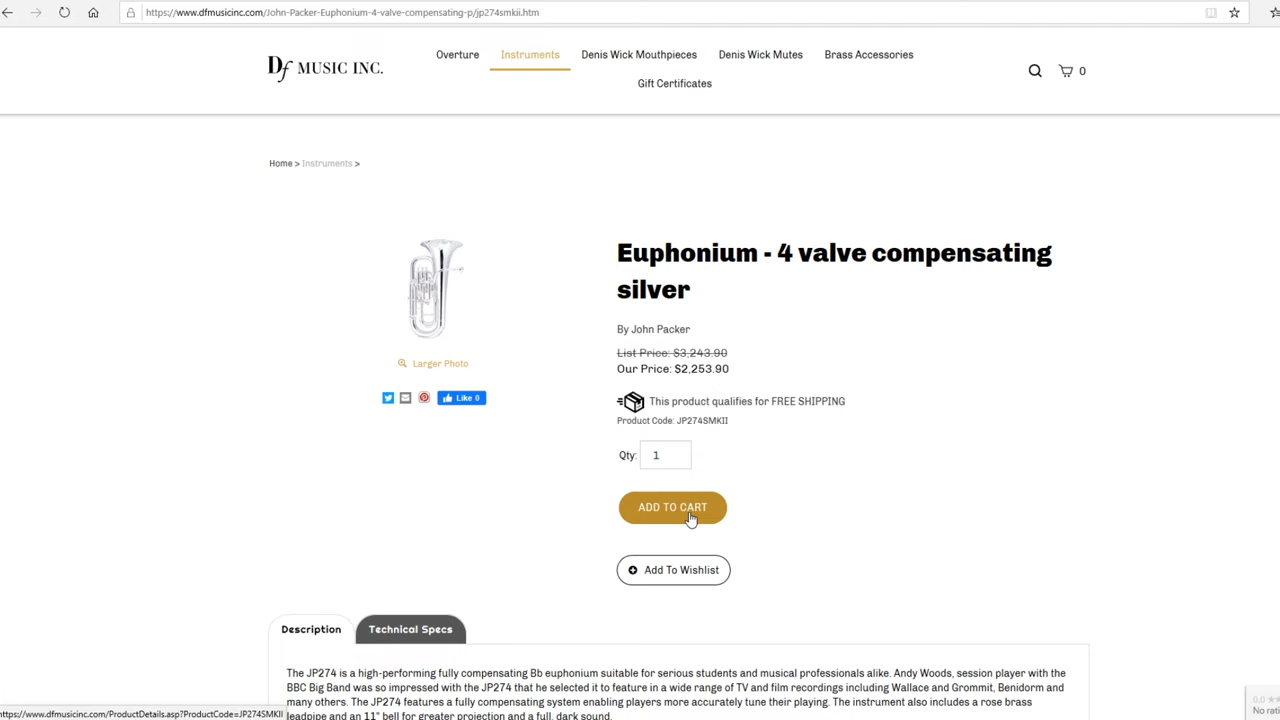 https://www.dfmusicinc.com/John-Packer-Euphonium-4-valve-compensating-p/jp274smkii.htm
Df MUSIC INC.
Overture Instruments Denis Wick Mouthpieces Denis Wick Mutes Brass Accessories
Gift Certificates
0
Home > Instruments >
Euphonium - 4 valve compensating
silver
By John Packer
List Price: $3,243.90
Our Price: $2,253.90
Larger Photo
Like 0
This product qualifies for FREE SHIPPING
Product Code: JP274SMKII
Qty: 1
ADD TO CART
Add To Wishlist
Description Technical Specs
The JP274 is a high-performing fully compensating Bb euphonium suitable for serious students and musical professionals alike. Andy Woods, session player with the
BBC Big Band was so impressed with the JP274 that he selected it to feature in a wide range of TV and film recordings including Wallace and Grommit, Benidorm and
many others. The JP274 features a fully compensating system enabling players more accurately tune their playing. The instrument also includes a rose brass
leadpipe and an 11" bell for greater projection and a full, dark sound.
https://www.dfmusicinc.com/ProductDetails.asp?ProductCode=JP274SMKII
0.0
No rati